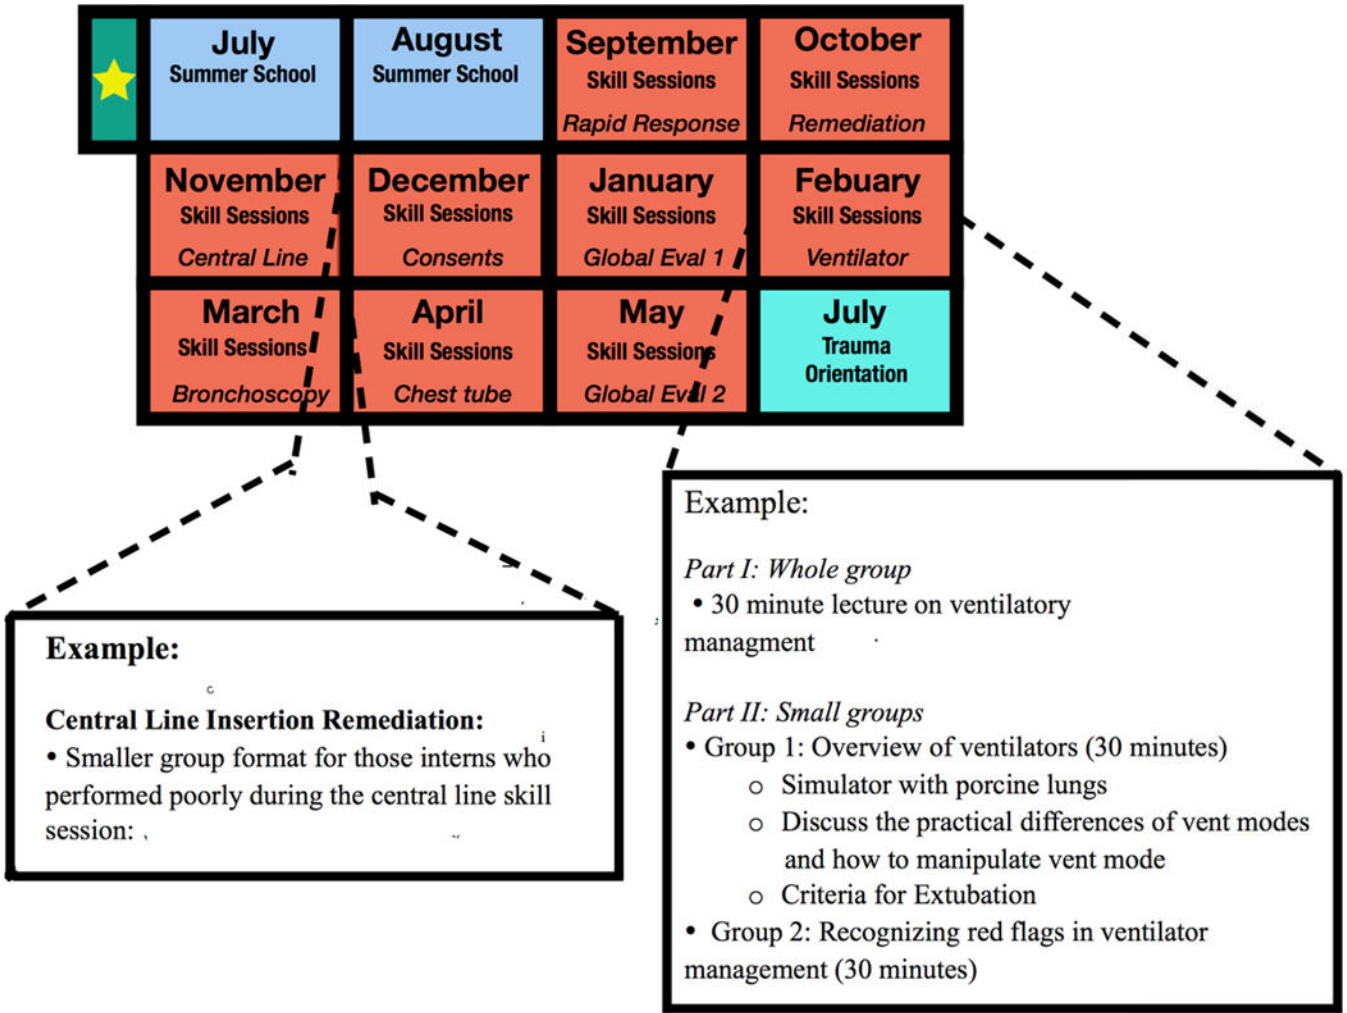 July
Summer School
August
Summer School
September
Skill Sessions
Rapid Response
October
Skill Sessions
Remediation
November
Skill Sessions
Central Line
December
Skill Sessions
Consents
January
Skill Sessions
Global Eval 1
Febuary
Skill Sessions
Ventilator
March
Skill Sessions
Bronchoscopy
April
Skill Sessions
Chest tube
May
Skill Sessions
Global Eval 2
July
Trauma
Orientation
Example:
Central Line Insertion Remediation:
• Smaller group format for those interns who
performed poorly during the central line skill
session:
Example:
Part I: Whole group
• 30 minute lecture on ventilatory
managment
Part II: Small groups
• Group 1: Overview of ventilators (30 minutes)
o Simulator with porcine lungs
o Discuss the practical differences of vent modes
and how to manipulate vent mode
o Criteria for Extubation
• Group 2: Recognizing red flags in ventilator
management (30 minutes)